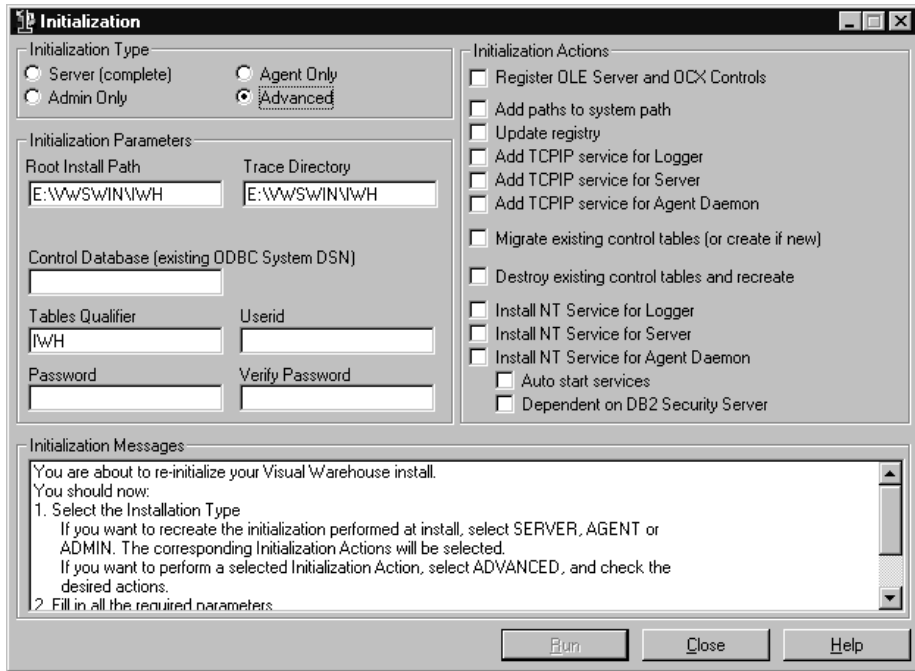 Initialization
Initialization Type
Server (complete)
Agent Only
Admin Only
Advanced
Initialization Parameters
Root Install Path
Trace Directory
E:\VWSWIN\IWH
E:\VWSWIN\IWH
Control Database (existing ODBC System DSN)
Tables Qualifier
Userid
IWH
Password
Verify Password
Initialization Actions
Register OLE Server and OCX Controls
Add paths to system path
Update registry
Add TCPIP service for Logger
Add TCPIP service for Server
Add TCPIP service for Agent Daemon
Migrate existing control tables (or create if new)
Destroy existing control tables and recreate
Install NT Service for Logger
Install NT Service for Server
Install NT Service for Agent Daemon
Auto start services
Dependent on DB2 Security Server
Initialization Messages
You are about to re-initialize your Visual Warehouse install.
You should now:
1. Select the Installation Type
If you want to recreate the initialization performed at install, select SERVER, AGENT or
ADMIN. The corresponding Initialization Actions will be selected.
If you want to perform a selected Initialization Action, select ADVANCED, and check the
desired actions.
2. Fill in all the required parameters
Run
Close
Help